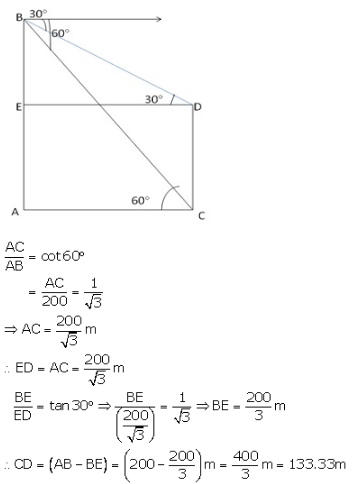 B 30°
60°
E 30° D
A 60° C
AC/AB = cot 60°
= AC/200 = 1/√3
⇒ AC = 200/√3 m
∴ ED = AC = 200/√3 m
BE/ED = tan 30° ⇒ BE/(200/√3) = 1/√3 ⇒ BE = 200/3 m
∴ CD = (AB – BE) = (200 – 200/3) m = 400/3 m = 133.33m